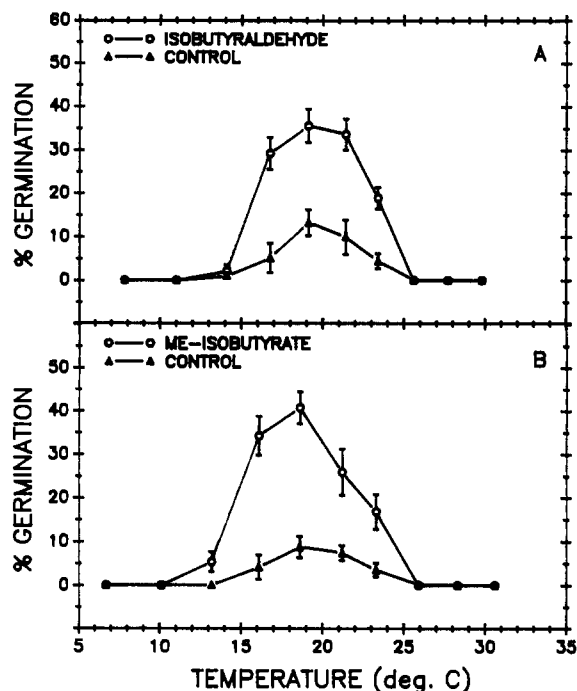 60
50
40
30
20
10
0
% GERMINATION
ISOBUTYRALDEHYDE
CONTROL
A
50
40
30
20
10
0
% GERMINATION
ME-ISOBUTYRATE
CONTROL
B
5 10 15 20 25 30 35
TEMPERATURE (deg. C)